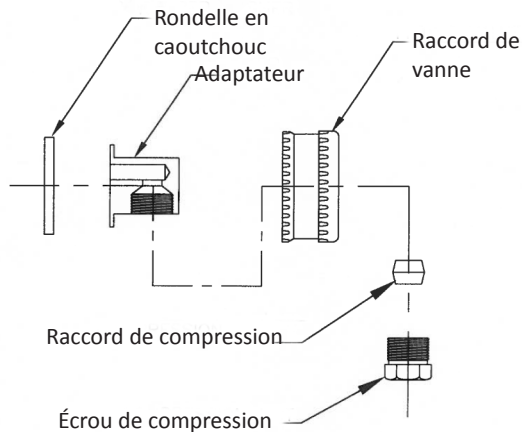 Rondelle en
caoutchouc
Adaptateur
Raccord de
vanne
Raccord de compression
Écrou de compression